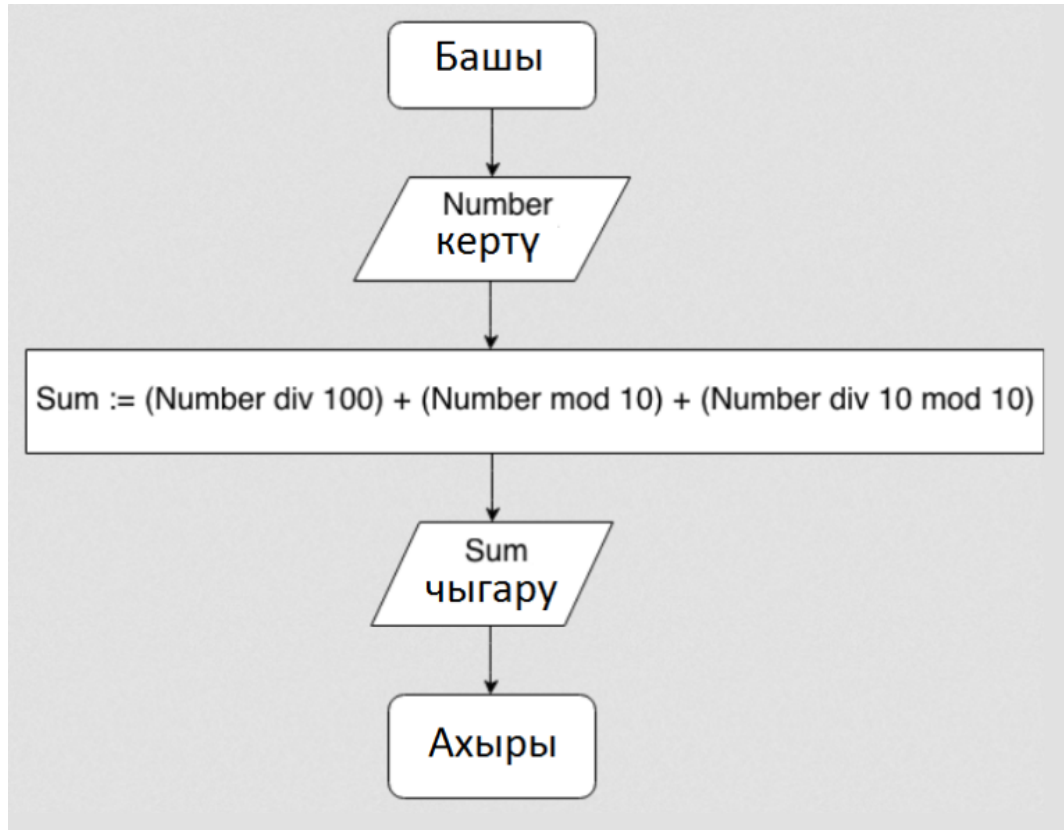 Башы
Number
кертү
Sum := (Number div 100) + (Number mod 10) + (Number div 10 mod 10)
Sum
чыгару
Ахыры